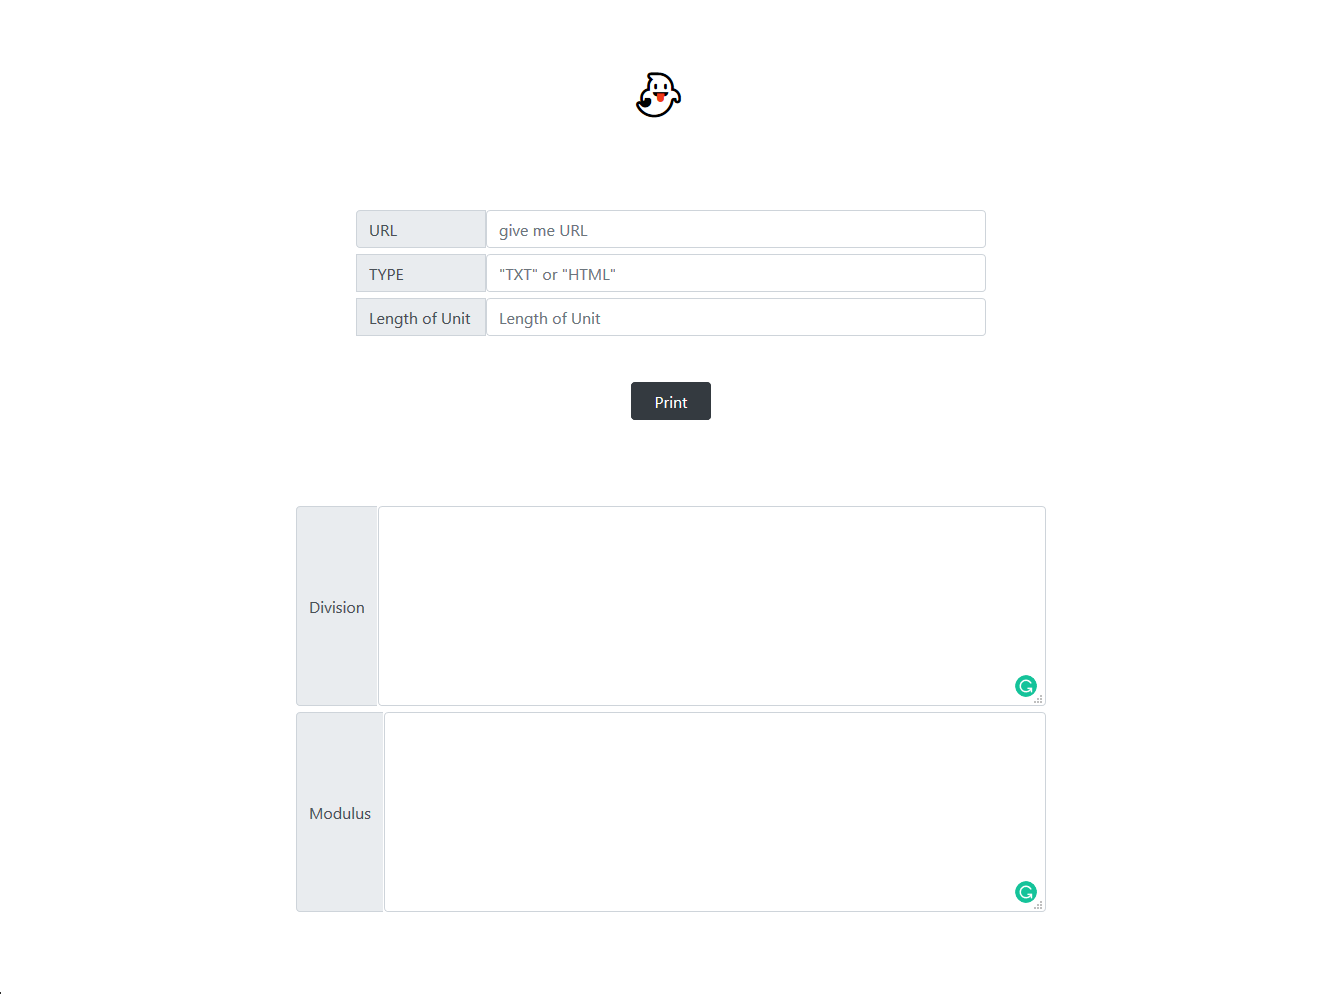 URL
give me URL
TYPE
"TXT" or "HTML"
Length of Unit
Length of Unit
Print
Division
Modulus